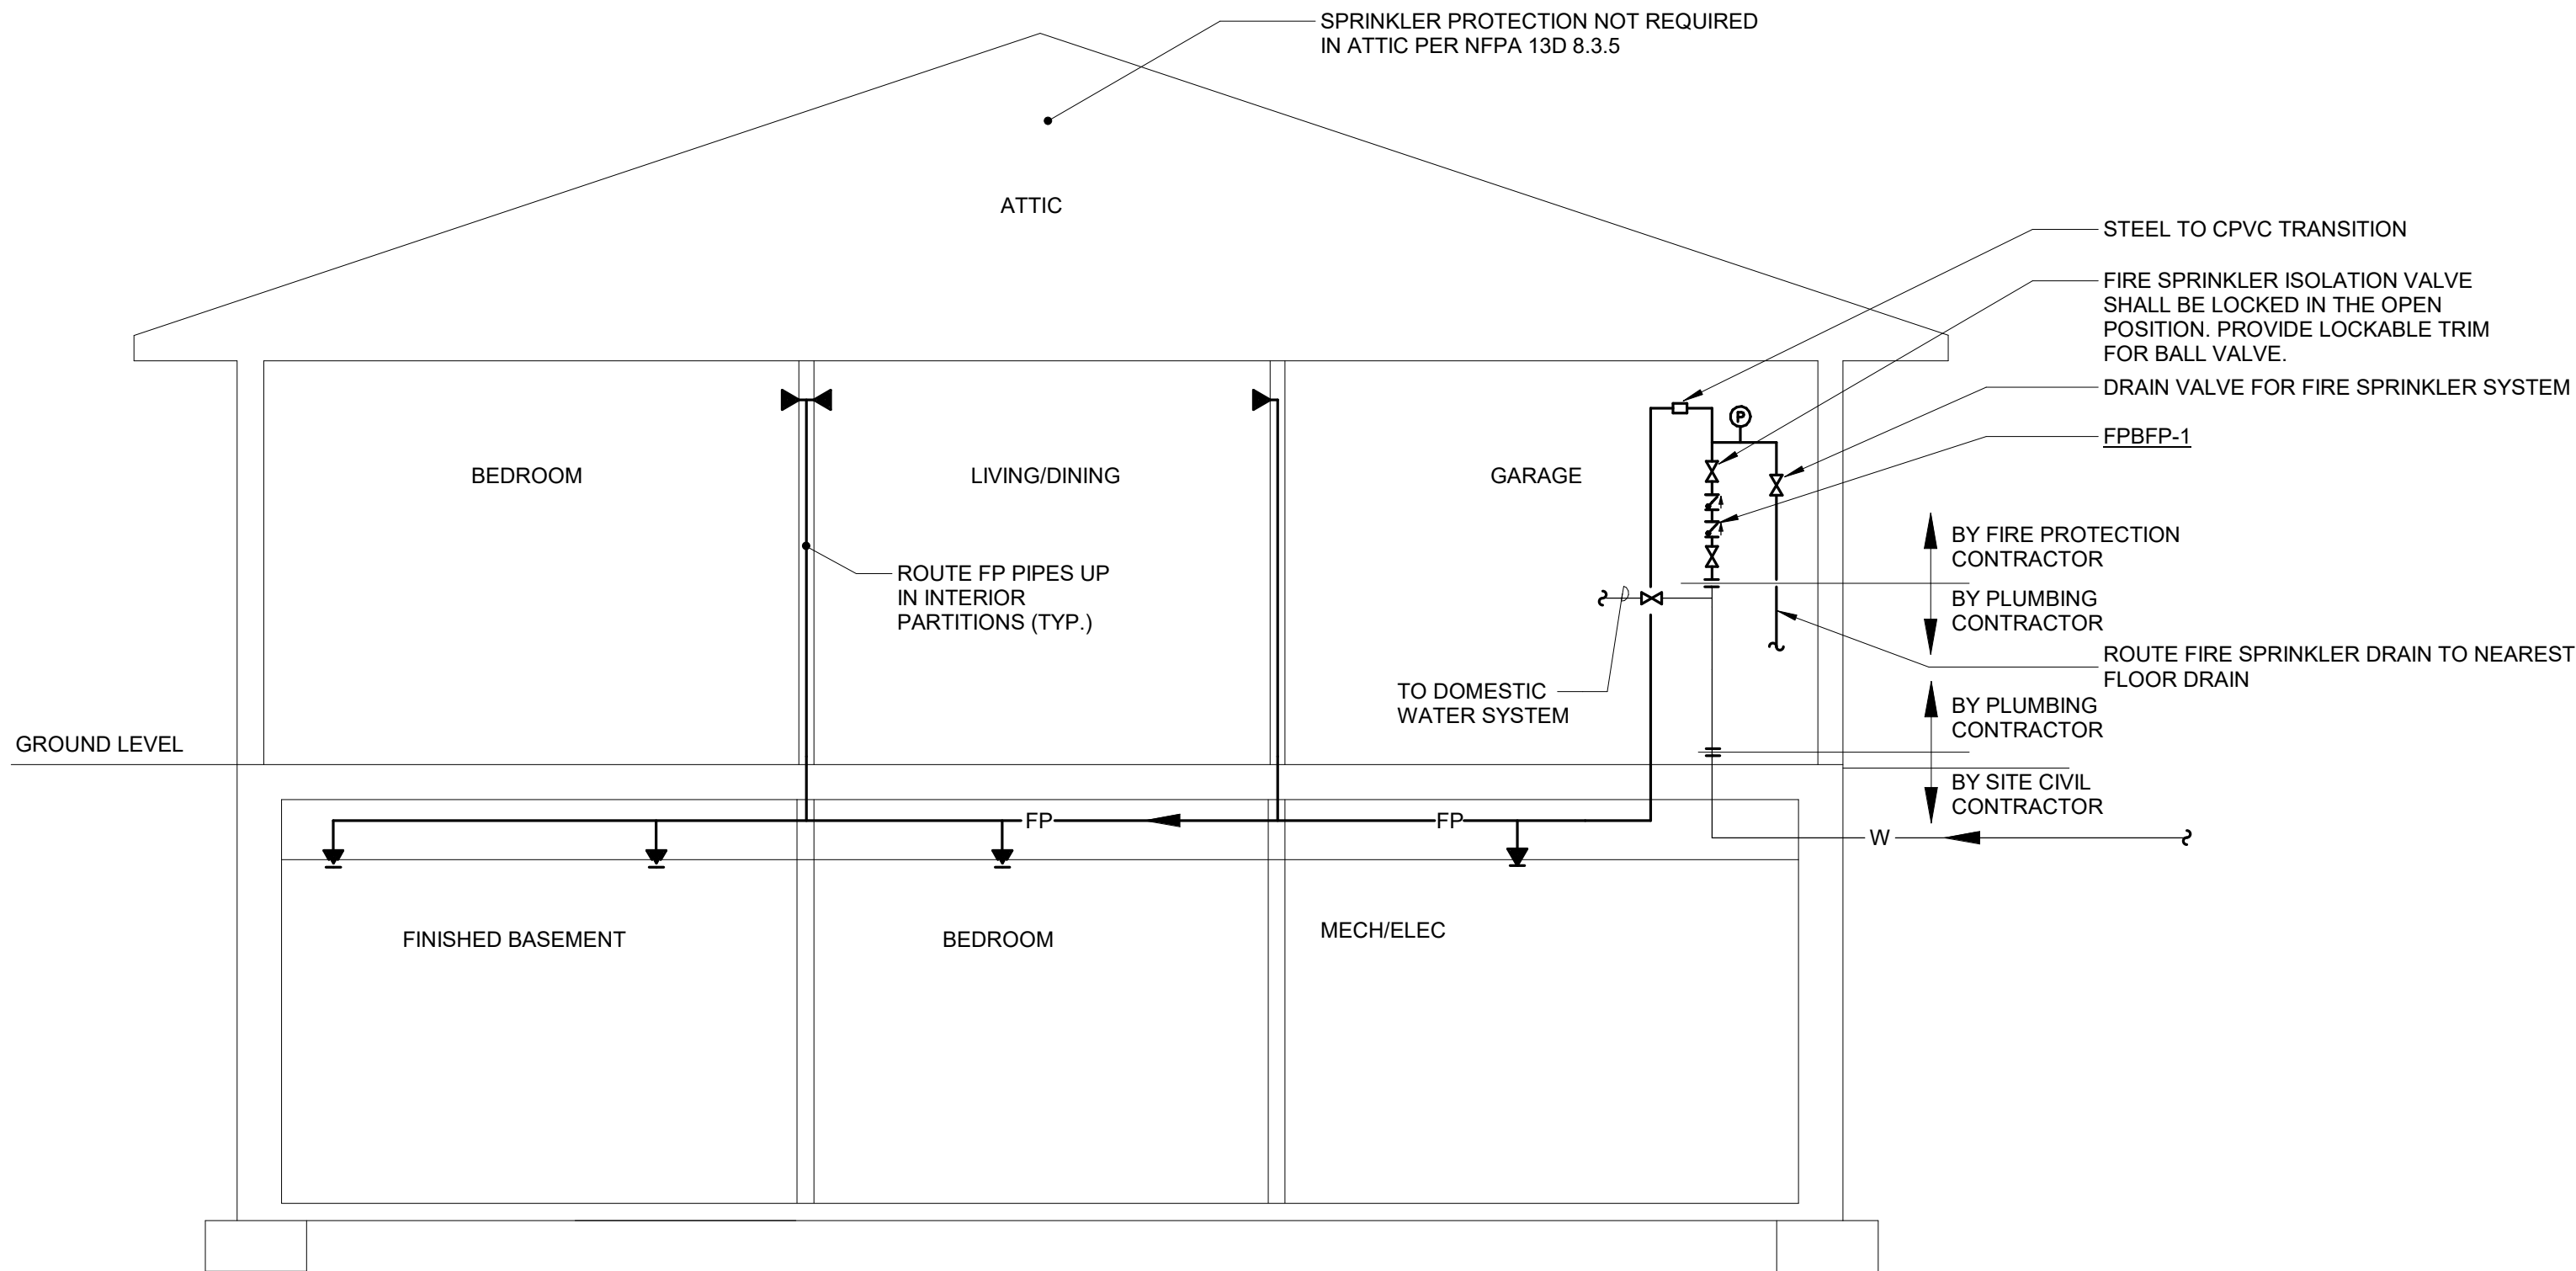 SPRINKLER PROTECTION NOT REQUIRED
IN ATTIC PER NFPA 13D 8.3.5
ATTIC
STEEL TO CPVC TRANSITION
FIRE SPRINKLER ISOLATION VALVE
SHALL BE LOCKED IN THE OPEN
POSITION. PROVIDE LOCKABLE TRIM
FOR BALL VALVE.
DRAIN VALVE FOR FIRE SPRINKLER SYSTEM
P
FPBFP-1
BEDROOM
LIVING/DINING
GARAGE
BY FIRE PROTECTION
CONTRACTOR
ROUTE FP PIPES UP
IN INTERIOR
PARTITIONS (TYP.)
BY PLUMBING
CONTRACTOR
ROUTE FIRE SPRINKLER DRAIN TO NEAREST
FLOOR DRAIN
TO DOMESTIC
WATER SYSTEM
BY PLUMBING
CONTRACTOR
GROUND LEVEL
BY SITE CIVIL
CONTRACTOR
FP
FP
W
FINISHED BASEMENT
BEDROOM
MECH/ELEC